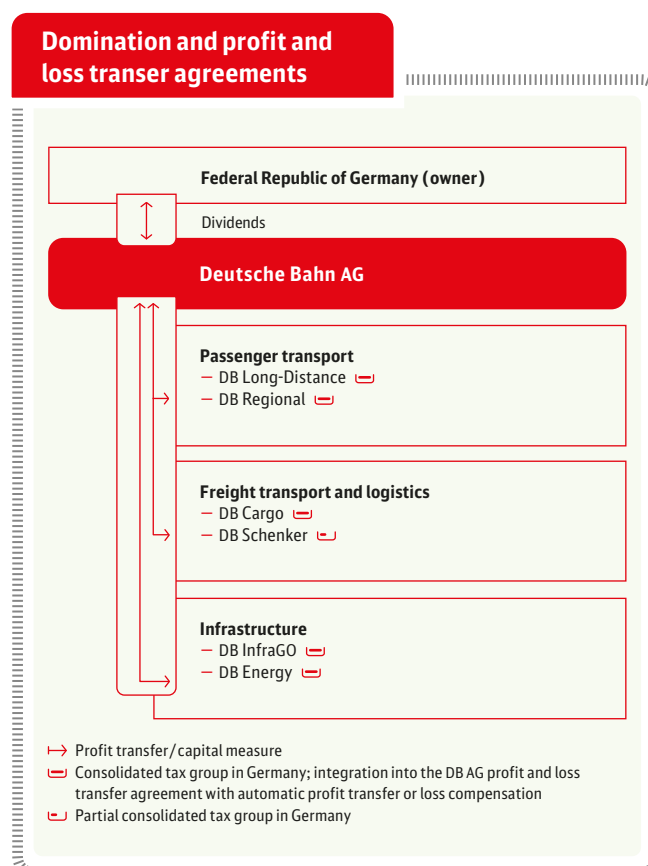 Domination and profit and
loss transer agreements
Federal Republic of Germany (owner)
Dividends
Deutsche Bahn AG
Passenger transport
– DB Long-Distance
– DB Regional
Freight transport and logistics
– DB Cargo
– DB Schenker
Infrastructure
– DB InfraGO
– DB Energy
Profit transfer/capital measure
Consolidated tax group in Germany; integration into the DB AG profit and loss
transfer agreement with automatic profit transfer or loss compensation
Partial consolidated tax group in Germany